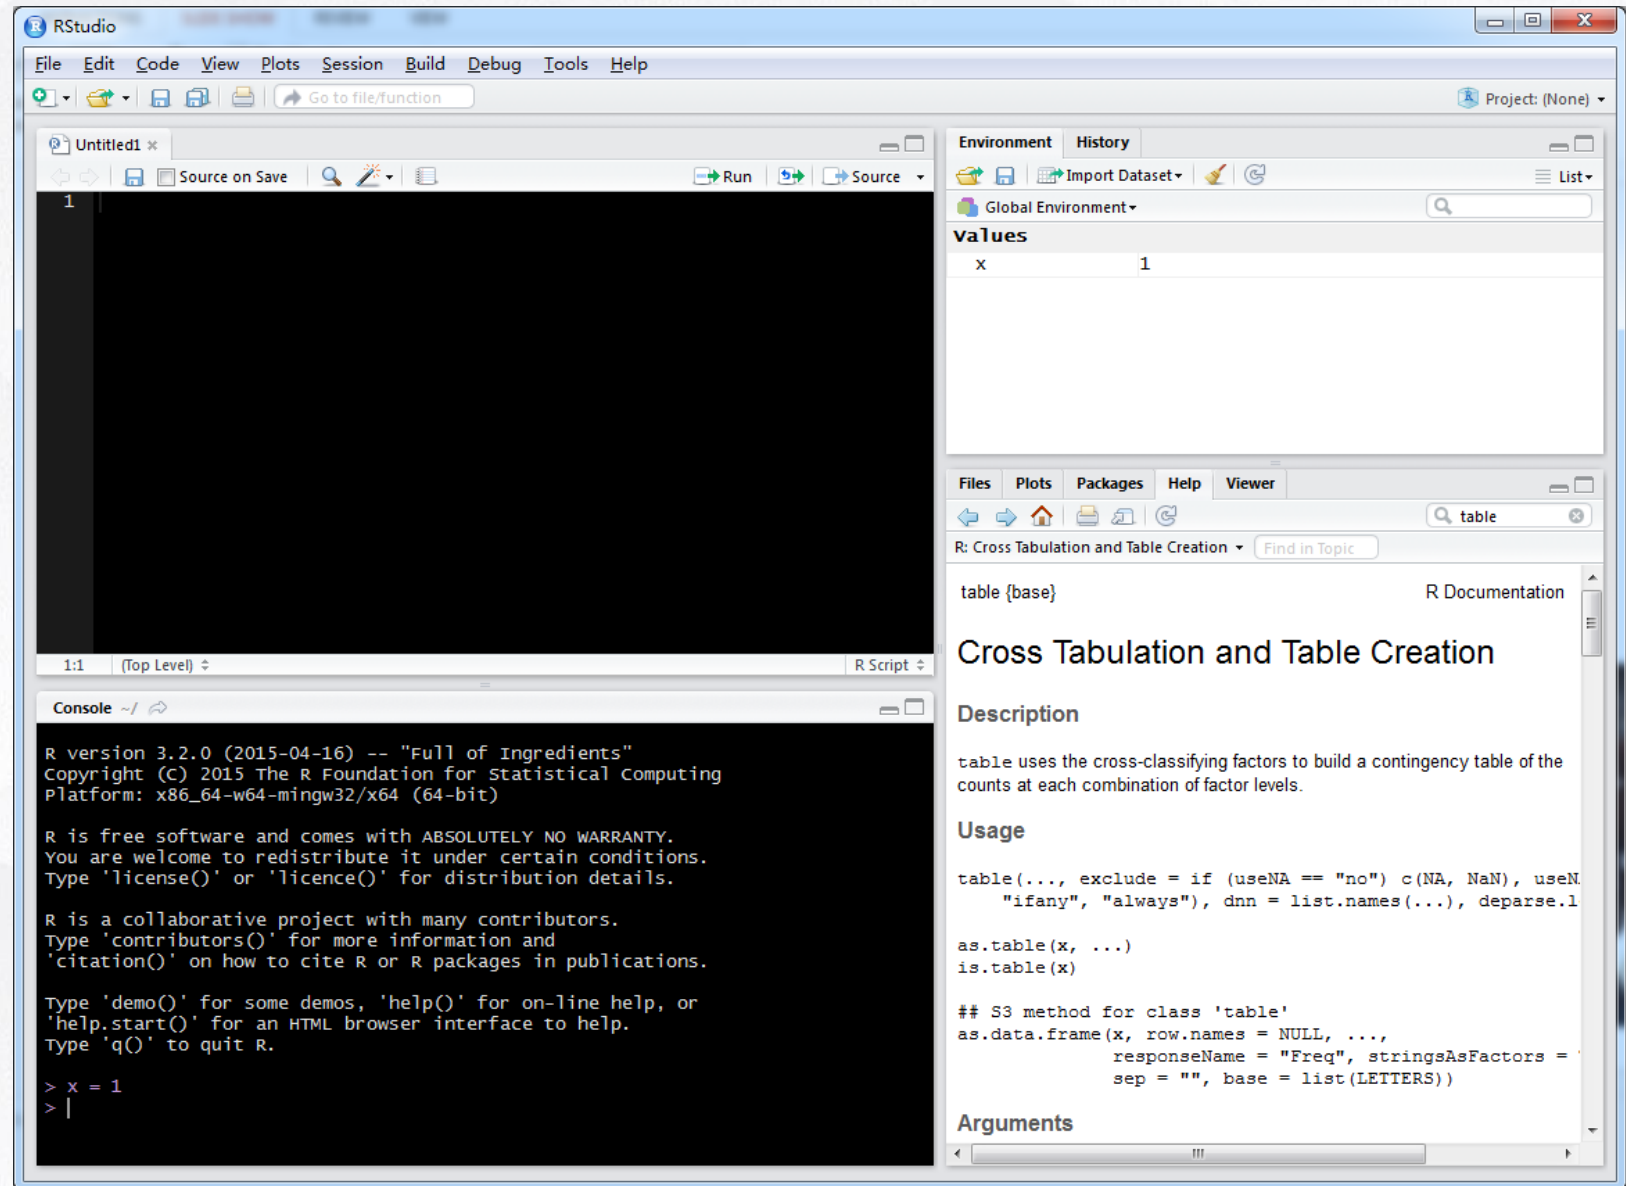 RStudio
File Edit Code View Plots Session Build Debug Tools Help
Go to file/function
Project: (None)
Untitled1
Source on Save
Run
Source
1
1:1 (Top Level)
R Script
Console ~/
R version 3.2.0 (2015-04-16) -- "Full of Ingredients"
Copyright (C) 2015 The R Foundation for Statistical Computing
Platform: x86_64-w64-mingw32/x64 (64-bit)
R is free software and comes with ABSOLUTELY NO WARRANTY.
You are welcome to redistribute it under certain conditions.
Type 'license()' or 'licence()' for distribution details.
R is a collaborative project with many contributors.
Type 'contributors()' for more information and
'citation()' on how to cite R or R packages in publications.
Type 'demo()' for some demos, 'help()' for on-line help, or
'help.start()' for an HTML browser interface to help.
Type 'q()' to quit R.
> x = 1
>
Environment History
Import Dataset
List
Global Environment
Values
x 1
Files Plots Packages Help Viewer
table
R: Cross Tabulation and Table Creation
Find in Topic
table {base}
R Documentation
Cross Tabulation and Table Creation
Description
table uses the cross-classifying factors to build a contingency table of the
counts at each combination of factor levels.
Usage
table(..., exclude = if (useNA == "no") c(NA, NaN), useN
"ifany", "always"), dnn = list.names(...), deparse.l
as.table(x, ...)
is.table(x)
## S3 method for class 'table'
as.data.frame(x, row.names = NULL, ...,
responseName = "Freq", stringsAsFactors =
sep = "", base = list(LETTERS))
Arguments